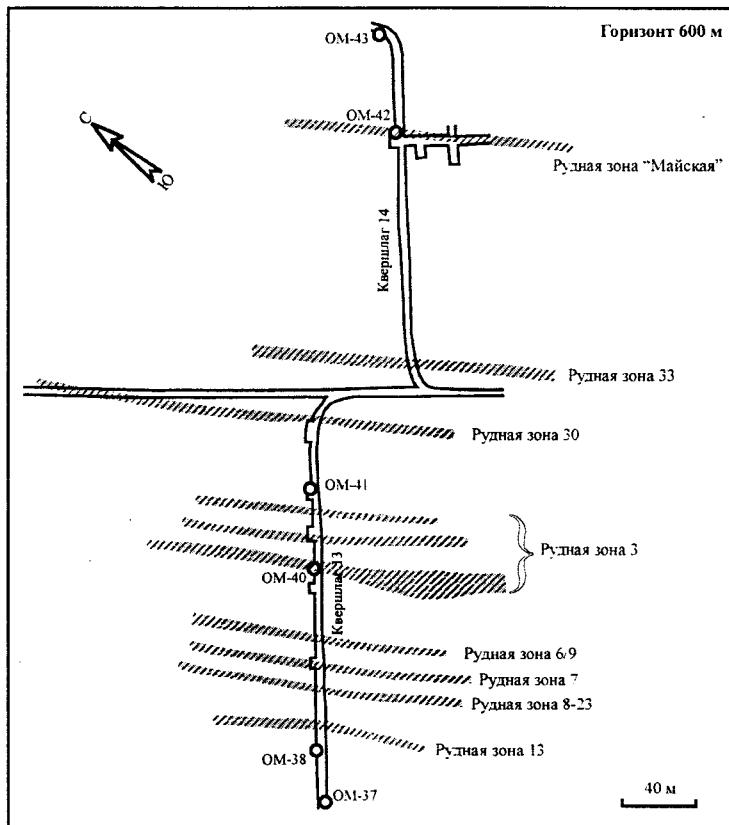 ОМ-43
Горизонт 600 м
ОМ-42
С
Ю
Рудная зона "Майская"
Квершлаг 14
Рудная зона 33
Рудная зона 30
ОМ-41
Рудная зона 3
ОМ-40
Квершлаг 13
Рудная зона 6/9
Рудная зона 7
Рудная зона 8-23
Рудная зона 13
ОМ-38
ОМ-37
40 м